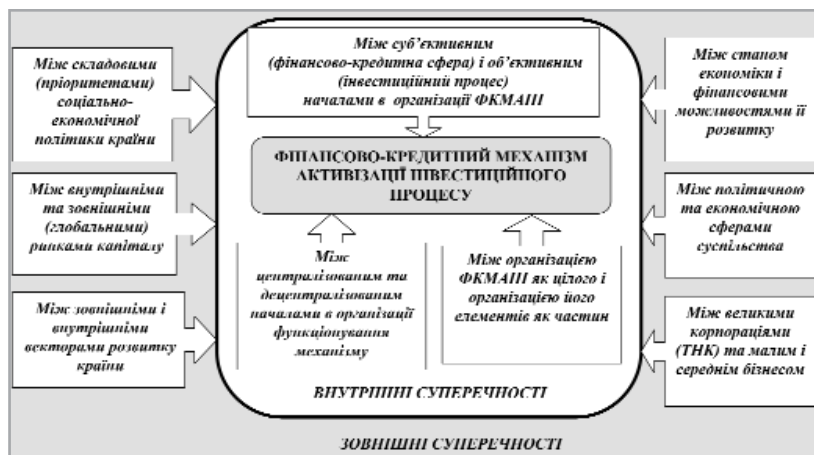 Між складовими
(пріоритетами)
соціально-
економічної
політики країни
Між внутрішніми
та зовнішніми
(глобальними)
ринками капіталу
Між зовнішніми і
внутрішніми
векторами розвитку
країни
Між суб’єктивним
(фінансово-кредитна сфера) і об’єктивним
(інвестиційний процес)
началами в організації ФКМАІП
ФІНАНСОВО-КРЕДИТНИЙ МЕХАНІЗМ
АКТИВІЗАЦІЇ ІНВЕСТИЦІЙНОГО
ПРОЦЕСУ
Між
централізованим та
децентралізованим
началами в організації
функціонування
механізму
Між організацією
ФКМАІП як цілого і
організацією його
елементів як частин
ВНУТРІШНІ СУПЕРЕЧНОСТІ
Між станом
економіки і
фінансовими
можливостями її
розвитку
Між політичною
та економічною
сферами
суспільства
Між великими
корпораціями
(ТНК) та малим і
середнім бізнесом
ЗОВНІШНІ СУПЕРЕЧНОСТІ